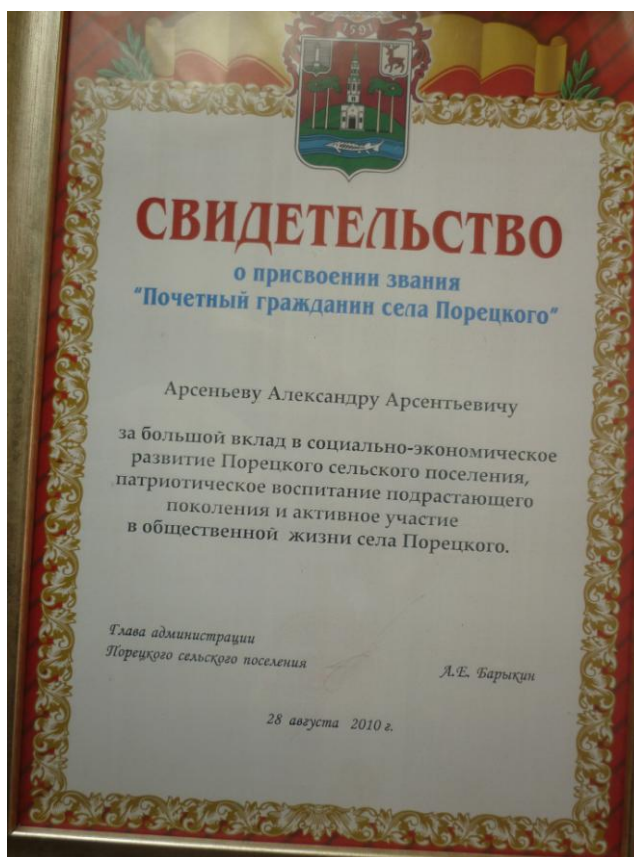 1591
СВИДЕТЕЛЬСТВО
о присвоении звания
"Почетный гражданин села Порецкого"
Арсеньеву Александру Арсентьевичу
за большой вклад в социально-экономическое
развитие Порецкого сельского поселения,
патриотическое воспитание подрастающего
поколения и активное участие
в общественной жизни села Порецкого.
Глава администрации
Порецкого сельского поселения
А.Е. Барыкин
28 августа 2010 г.